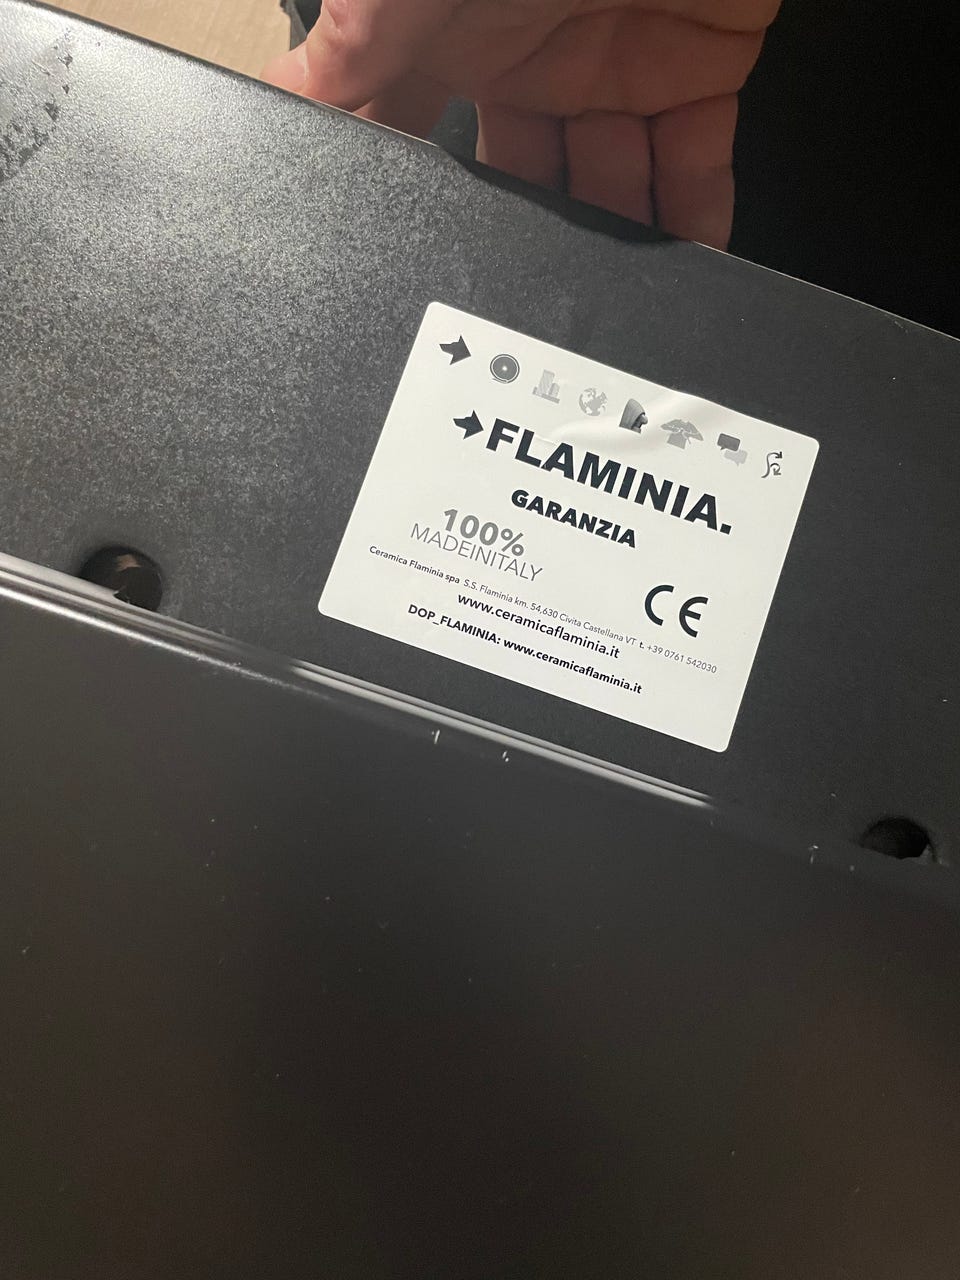 FLAMINIA.
GARANZIA
100%
MADEINITALY
CE
Ceramica Flaminia spa S.S. Flaminia km. 54,630 Civita Castellana VT t. +39 0761 542030
www.ceramicaflaminia.it
DOP_FLAMINIA: www.ceramicaflaminia.it